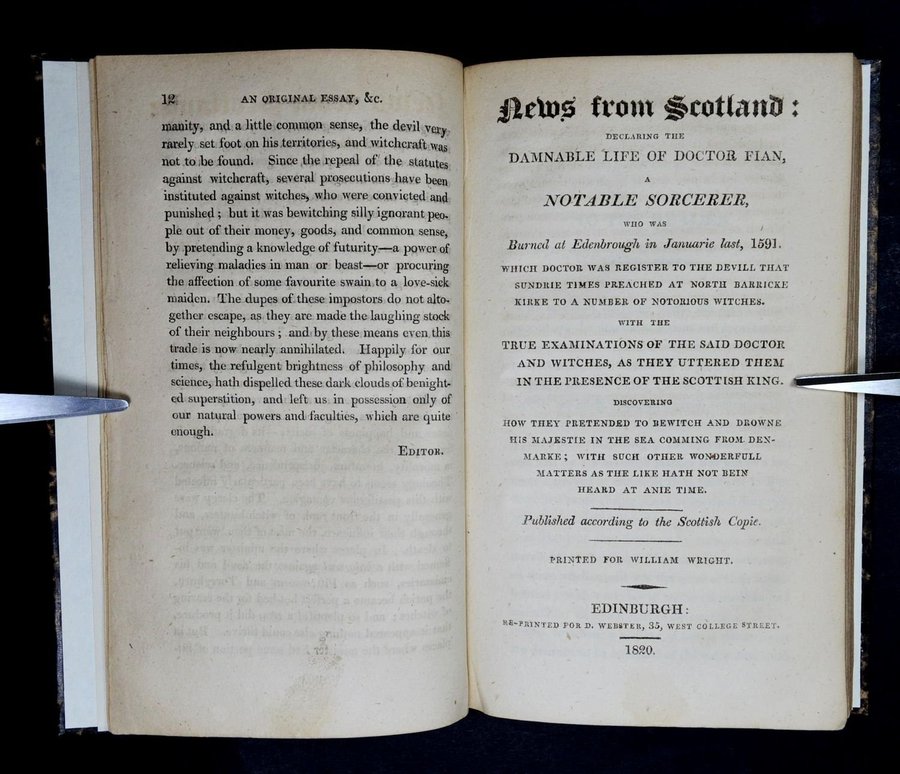 12 AN ORIGINAL ESSAY, &c.
manity, and a little common sense, the devil very
rarely set foot on his territories, and witchcraft was
not to be found. Since the repeal of the statutes
against witchcraft, several prosecutions have been
instituted against witches, who were convicted and
punished ; but it was bewitching silly ignorant peo-
ple out of their money, goods, and common sense,
by pretending a knowledge of futurity—a power of
relieving maladies in man or beast—or procuring
the affection of some favourite swain to a love-sick
maiden. The dupes of these impostors do not alto-
gether escape, as they are made the laughing stock
of their neighbours ; and by these means even this
trade is now nearly annihilated. Happily for our
times, the refulgent brightness of philosophy and
science, hath dispelled these dark clouds of benight-
ed superstition, and left us in possession only of
our natural powers and faculties, which are quite
enough.
EDITOR.
News from Scotland :
DECLARING THE
DAMNABLE LIFE OF DOCTOR FIAN,
A
NOTABLE SORCERER,
WHO WAS
Burned at Edenbrough in Januarie last, 1591.
WHICH DOCTOR WAS REGISTER TO THE DEVILL THAT
SUNDRIE TIMES PREACHED AT NORTH BARRICKE
KIRKE TO A NUMBER OF NOTORIOUS WITCHES.
WITH THE
TRUE EXAMINATIONS OF THE SAID DOCTOR
AND WITCHES, AS THEY UTTERED THEM
IN THE PRESENCE OF THE SCOTTISH KING.
DISCOVERING
HOW THEY PRETENDED TO BEWITCH AND DROWNE
HIS MAJESTIE IN THE SEA COMMING FROM DEN-
MARKE ; WITH SUCH OTHER WONDERFULL
MATTERS AS THE LIKE HATH NOT BEIN
HEARD AT ANIE TIME.
Published according to the Scottish Copie.
PRINTED FOR WILLIAM WRIGHT.
EDINBURGH:
RE-PRINTED FOR D. WEBSTER, 35, WEST COLLEGE STREET.
1820.